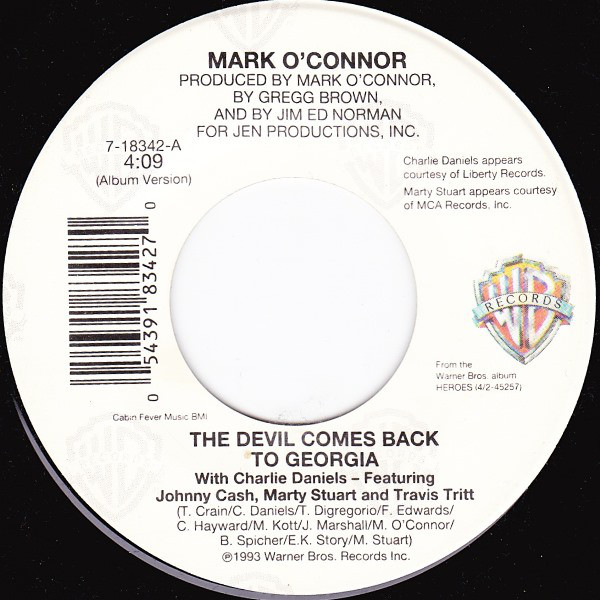 MARK O'CONNOR
PRODUCED BY MARK O'CONNOR,
BY GREGG BROWN,
AND BY JIM ED NORMAN
FOR JEN PRODUCTIONS, INC.
7-18342-A
4:09
(Album Version)
Charlie Daniels appears
courtesy of Liberty Records.
Marty Stuart appears courtesy
of MCA Records, Inc.
0 54391 83427 0
WB
RECORDS
From the
Warner Bros. album
HEROES (4/2-45257)
Cabin Fever Music BMI
THE DEVIL COMES BACK
TO GEORGIA
With Charlie Daniels – Featuring
Johnny Cash, Marty Stuart and Travis Tritt
(T. Crain/C. Daniels/T. Digregorio/F. Edwards/
C. Hayward/M. Kott/J. Marshall/M. O'Connor/
B. Spicher/E.K. Story/M. Stuart)
℗1993 Warner Bros. Records Inc.